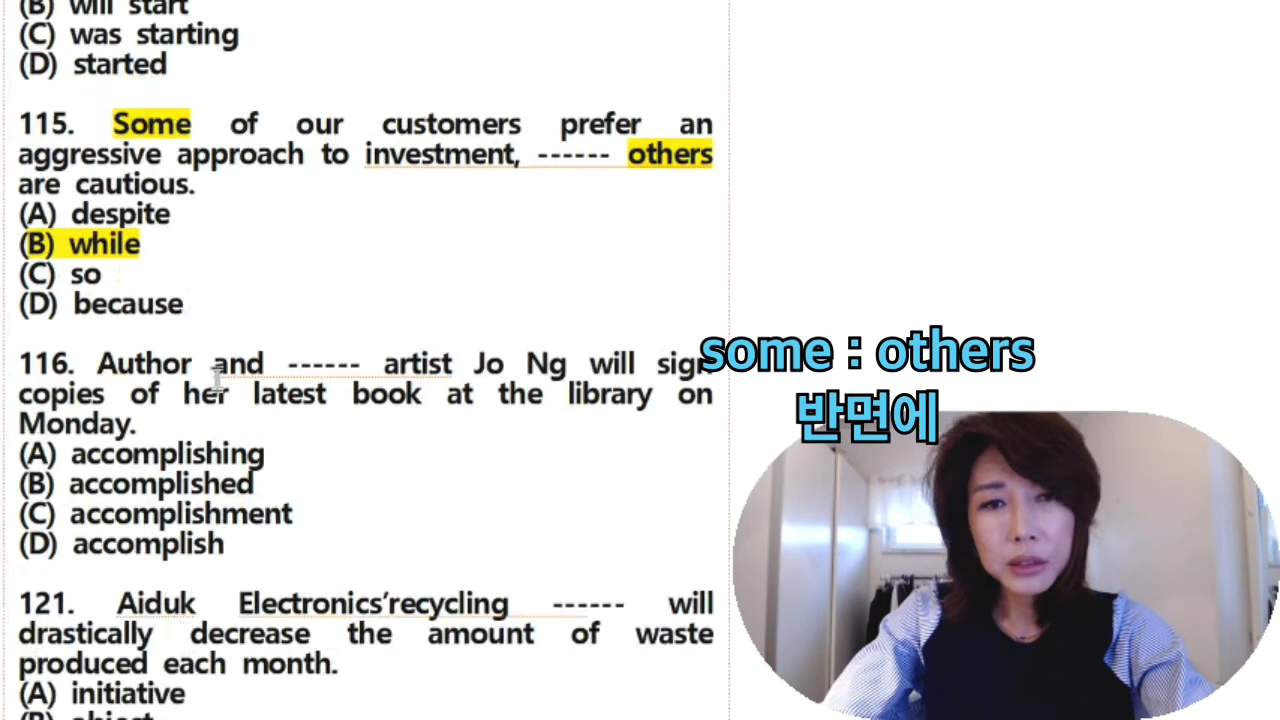 (B) will start
(C) was starting
(D) started
115. Some of our customers prefer an
aggressive approach to investment, ------ others
are cautious.
(A) despite
(B) while
(C) so
(D) because
116. Author and ------ artist Jo Ng will sign
copies of her latest book at the library on
Monday.
(A) accomplishing
(B) accomplished
(C) accomplishment
(D) accomplish
121. Aiduk Electronics’recycling ------ will
drastically decrease the amount of waste
produced each month.
(A) initiative
(B) object
some : others
반면에